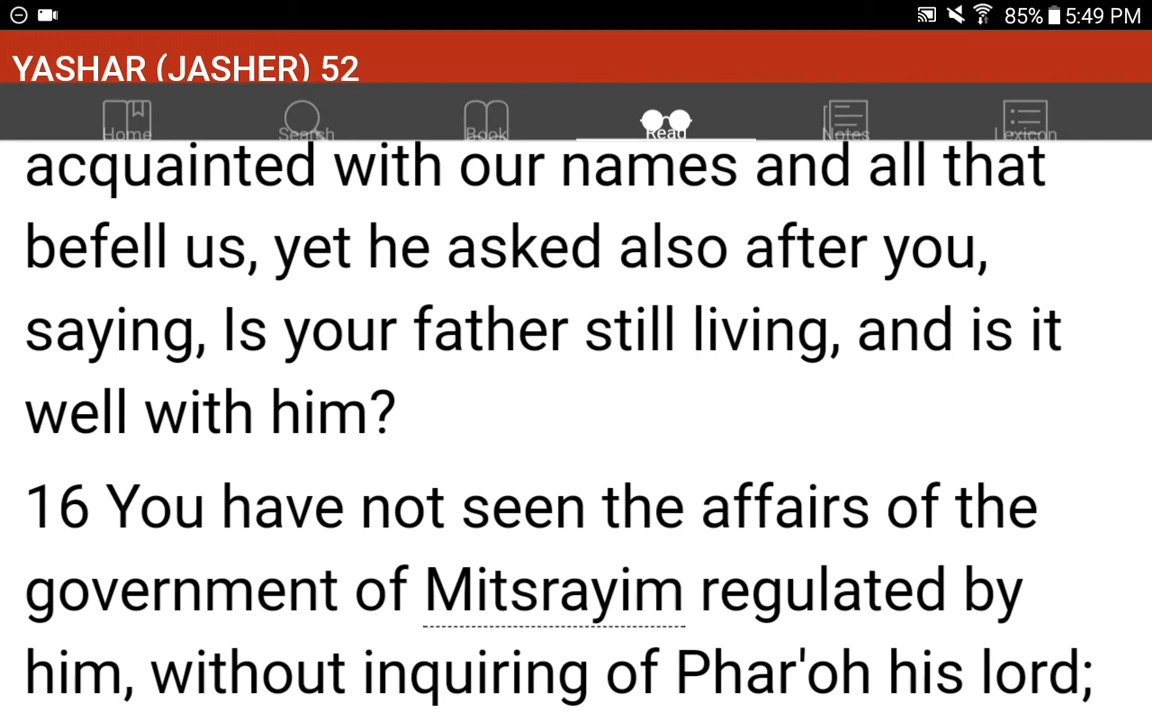 85% 5:49 PM
YASHAR (JASHER) 52
Home Search Book Read Notes Lexicon
acquainted with our names and all that
befell us, yet he asked also after you,
saying, Is your father still living, and is it
well with him?
16 You have not seen the affairs of the
government of Mitsrayim regulated by
him, without inquiring of Phar'oh his lord;